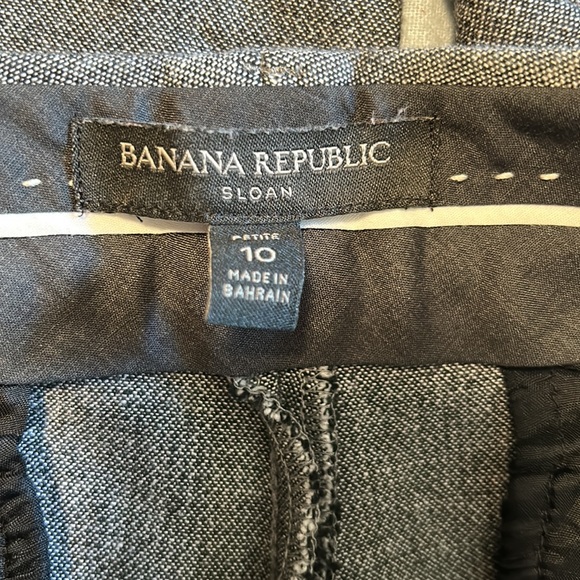 BANANA REPUBLIC
SLOAN
PETITE
10
MADE IN
BAHRAIN